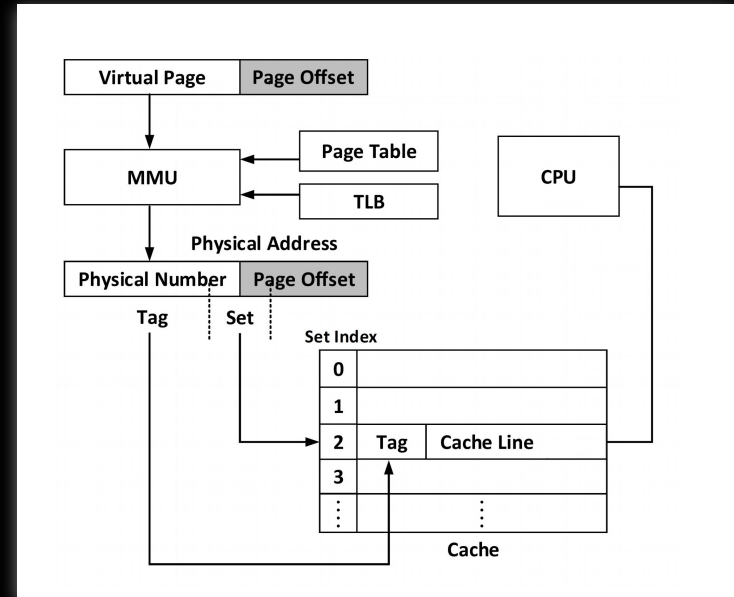 Virtual Page
Page Offset
Page Table
MMU
CPU
TLB
Physical Address
Physical Number
Page Offset
Tag
Set
Set Index
0
1
2
Tag
Cache Line
3
Cache